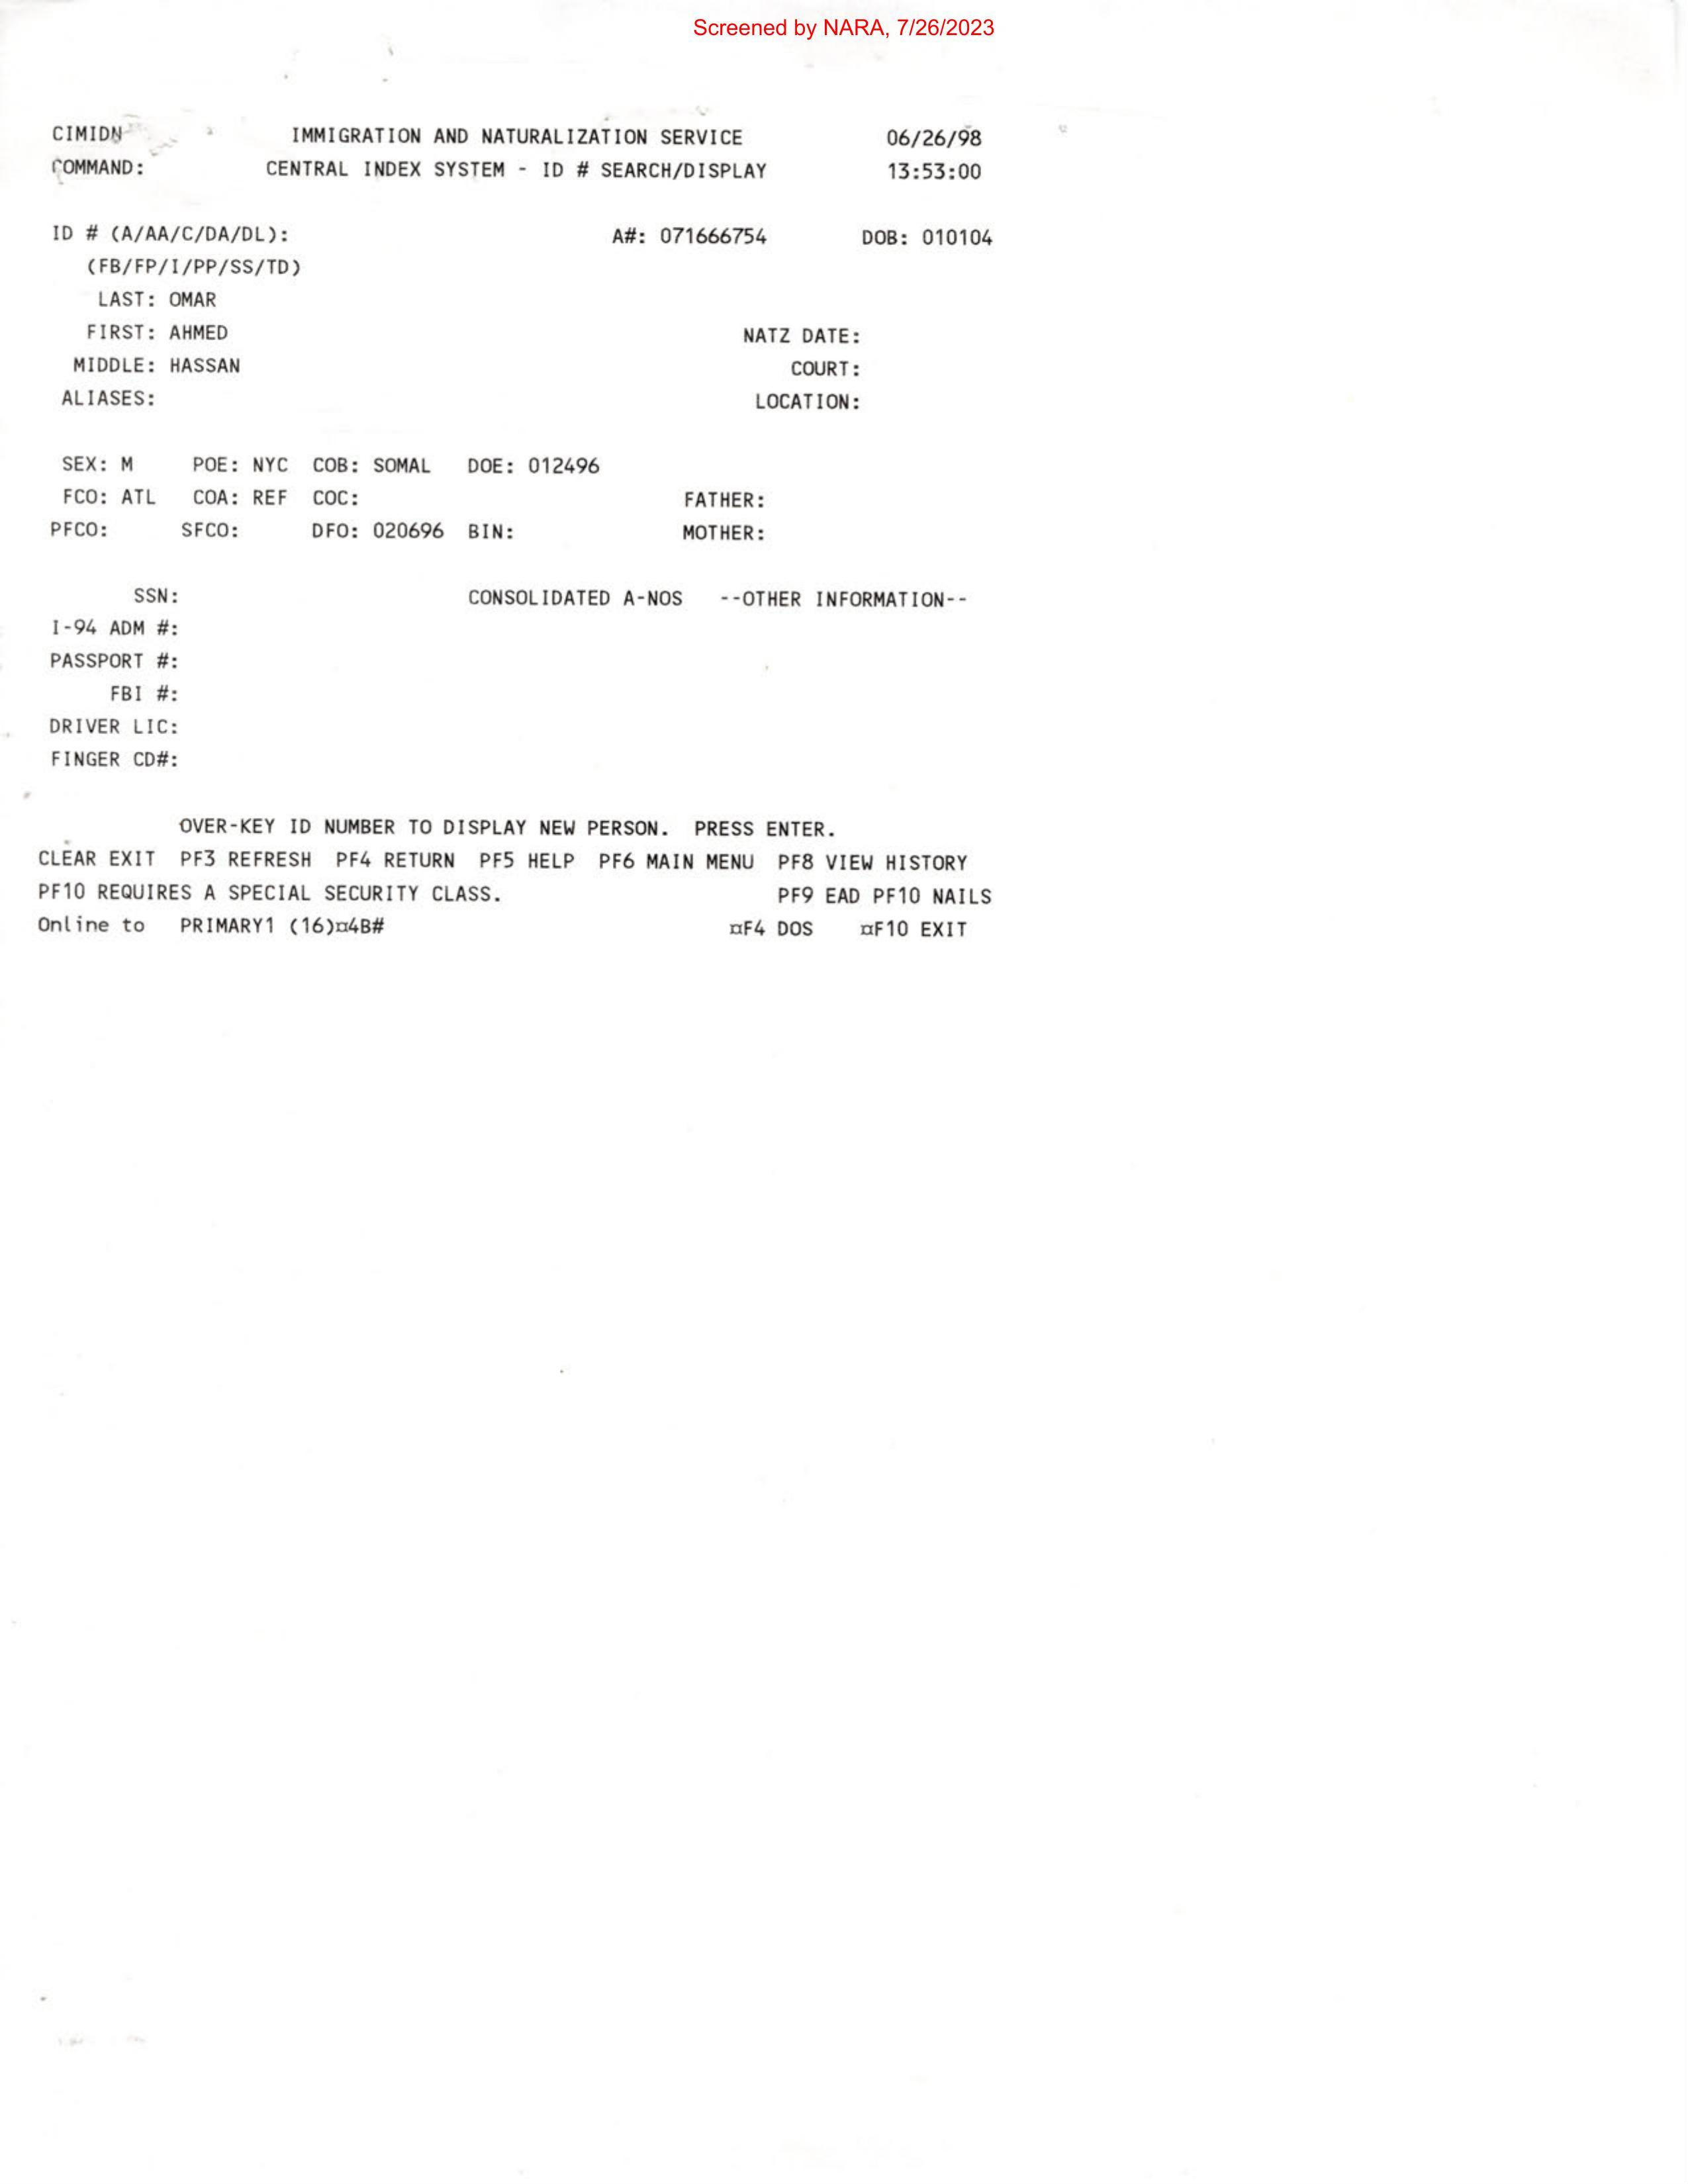 Screened by NARA, 7/26/2023
CIMIDN IMMIGRATION AND NATURALIZATION SERVICE 06/26/98
COMMAND: CENTRAL INDEX SYSTEM - ID # SEARCH/DISPLAY 13:53:00
ID # (A/AA/C/DA/DL): A#: 071666754 DOB: 010104
(FB/FP/I/PP/SS/TD)
LAST: OMAR
FIRST: AHMED NATZ DATE:
MIDDLE: HASSAN COURT:
ALIASES: LOCATION:
SEX: M POE: NYC COB: SOMAL DOE: 012496
FCO: ATL COA: REF COC: FATHER:
PFCO: SFCO: DFO: 020696 BIN: MOTHER:
SSN: CONSOLIDATED A-NOS --OTHER INFORMATION--
I-94 ADM #:
PASSPORT #:
FBI #:
DRIVER LIC:
FINGER CD#:
OVER-KEY ID NUMBER TO DISPLAY NEW PERSON. PRESS ENTER.
CLEAR EXIT PF3 REFRESH PF4 RETURN PF5 HELP PF6 MAIN MENU PF8 VIEW HISTORY
PF10 REQUIRES A SPECIAL SECURITY CLASS. PF9 EAD PF10 NAILS
Online to PRIMARY1 (16)¤4B# ¤F4 DOS ¤F10 EXIT